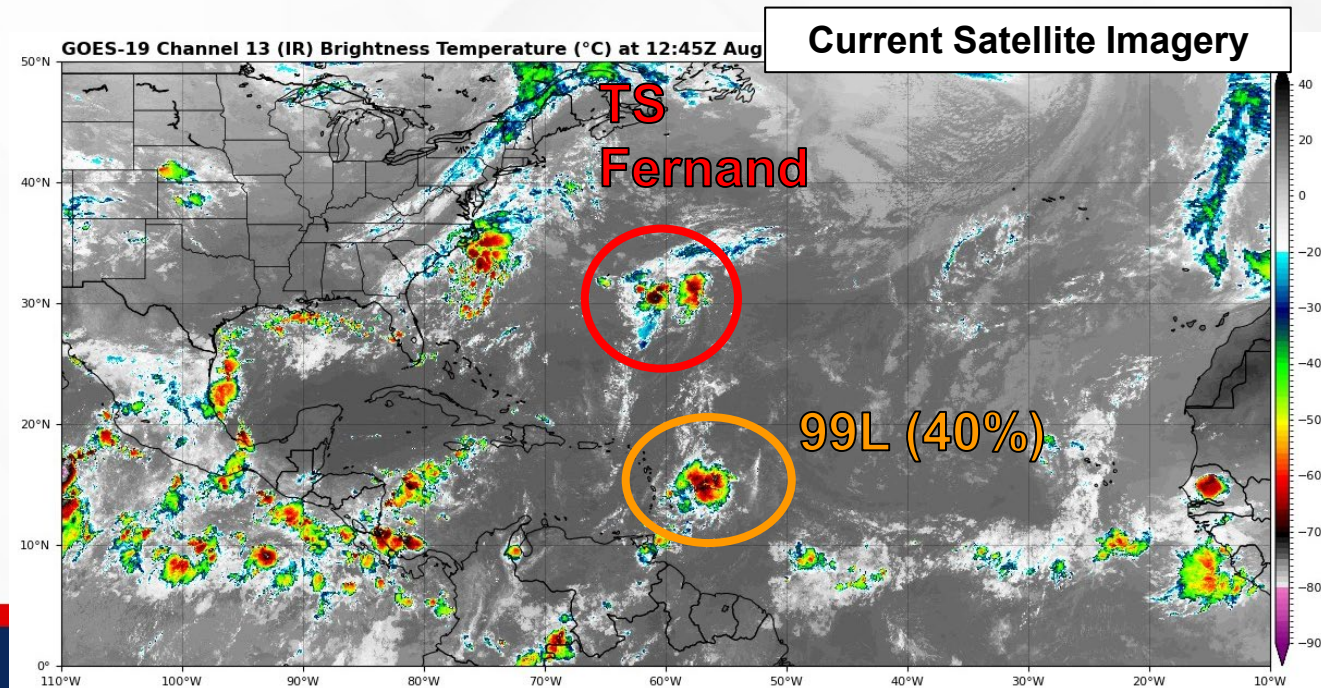 Current Satellite Imagery
GOES-19 Channel 13 (IR) Brightness Temperature (°C) at 12:45Z Aug
TS
Fernand
99L (40%)
50°N
40°N
30°N
20°N
10°N
0°
110°W 100°W 90°W 80°W 70°W 60°W 50°W 40°W 30°W 20°W 10°W
40
20
0
−20
−30
−40
−50
−60
−70
−80
−90